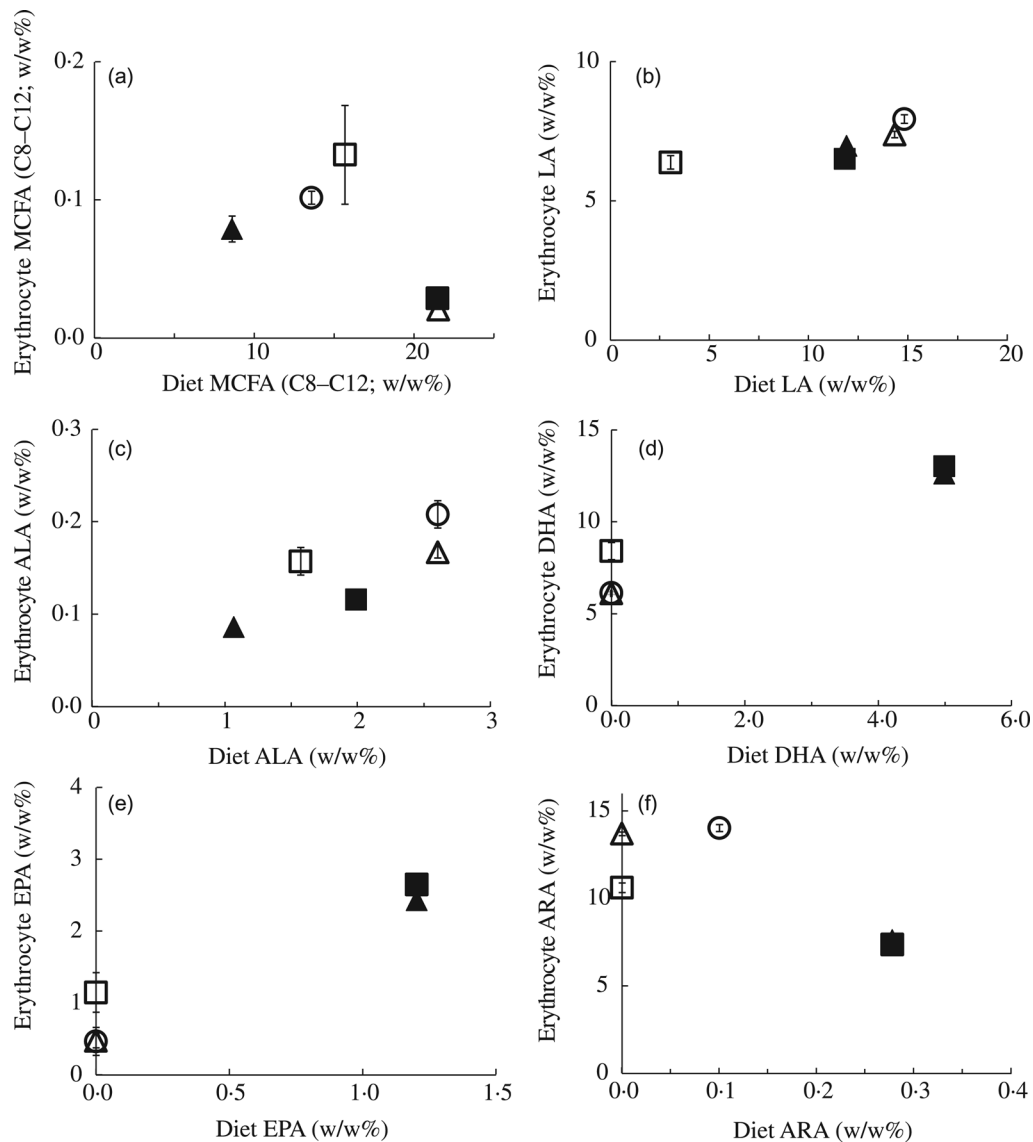 (a)
Erythrocyte MCFA (C8–C12; w/w%)
0·2
0·1
0·0
0
10
20
Diet MCFA (C8–C12; w/w%)
(b)
Erythrocyte LA (w/w%)
10
5
0
0
5
10
15
20
Diet LA (w/w%)
(c)
Erythrocyte ALA (w/w%)
0·3
0·2
0·1
0·0
0
1
2
3
Diet ALA (w/w%)
(d)
Erythrocyte DHA (w/w%)
15
10
5
0
0·0
2·0
4·0
6·0
Diet DHA (w/w%)
(e)
Erythrocyte EPA (w/w%)
4
3
2
1
0
0·0
0·5
1·0
1·5
Diet EPA (w/w%)
(f)
Erythrocyte ARA (w/w%)
15
10
5
0
0·0
0·1
0·2
0·3
0·4
Diet ARA (w/w%)